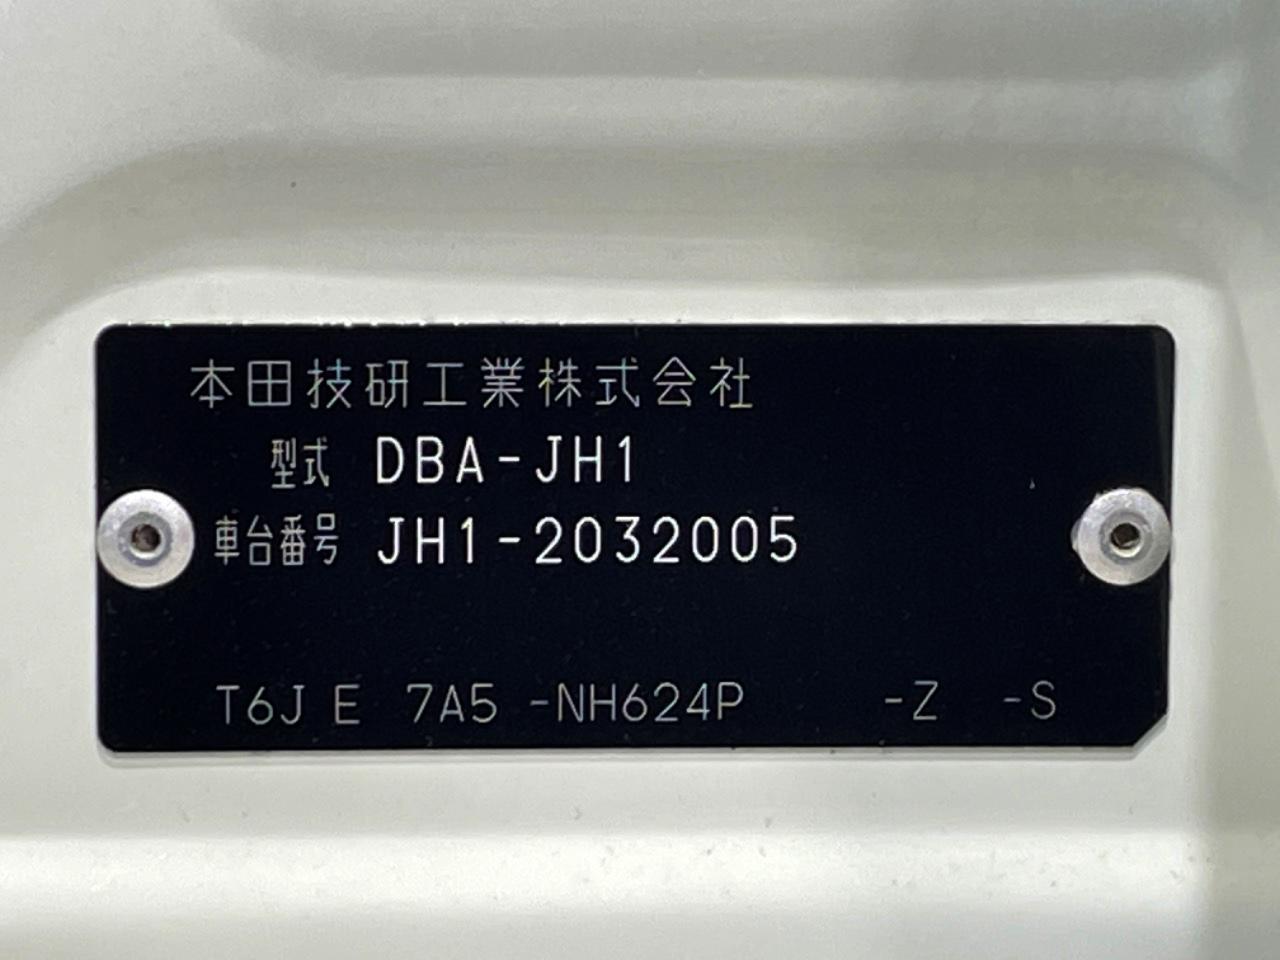 本田技研工業株式会社
型式 DBA-JH1
車台番号 JH1-2032005
T6J E 7A5 -NH624P -Z -S